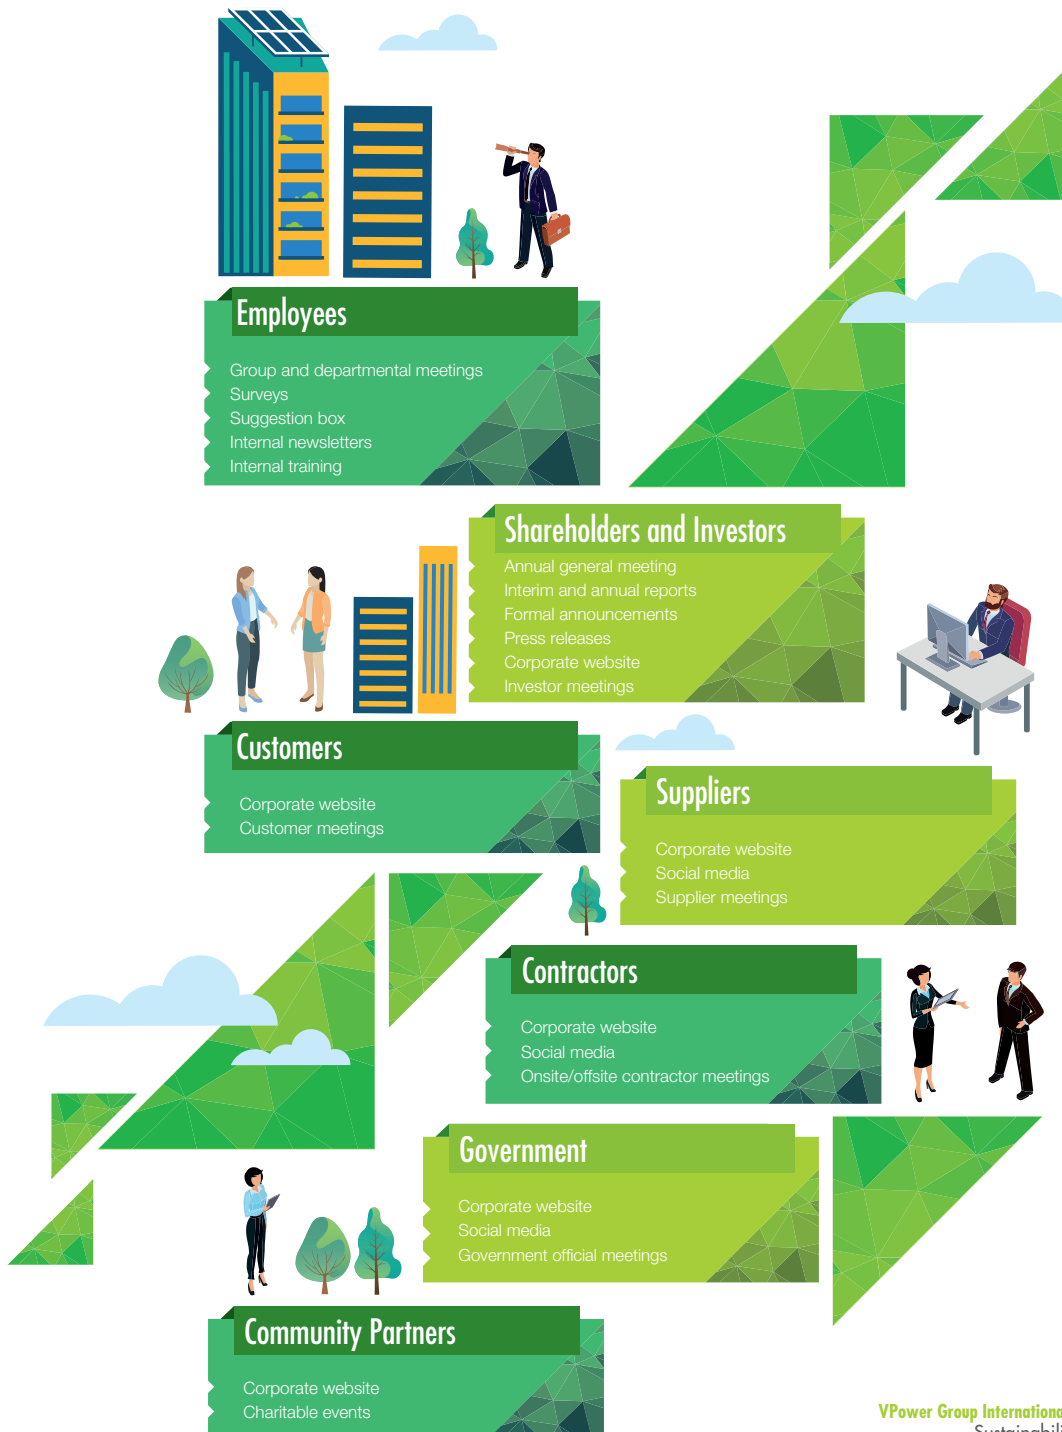 Employees
Group and departmental meetings
Surveys
Suggestion box
Internal newsletters
Internal training
Shareholders and Investors
Annual general meeting
Interim and annual reports
Formal announcements
Press releases
Corporate website
Investor meetings
Customers
Corporate website
Customer meetings
Suppliers
Corporate website
Social media
Supplier meetings
Contractors
Corporate website
Social media
Onsite/offsite contractor meetings
Government
Corporate website
Social media
Government official meetings
Community Partners
Corporate website
Charitable events
VPower Group